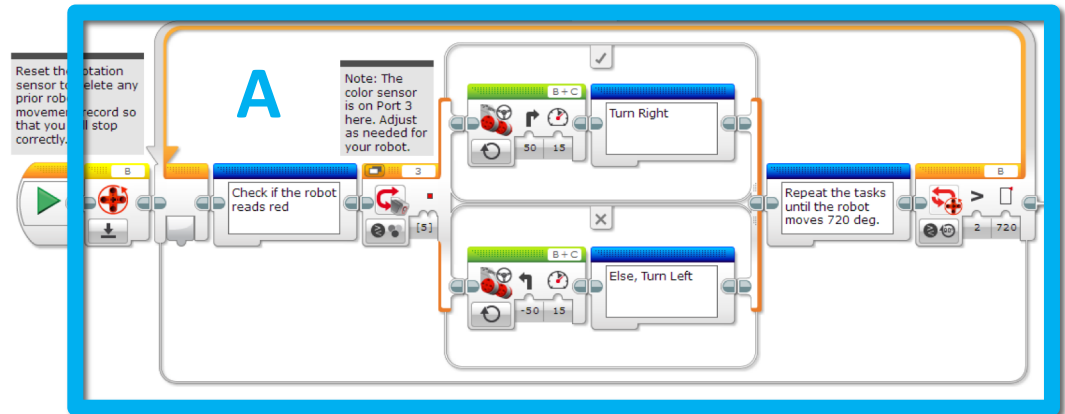 Reset the rotation
sensor to delete any
prior robot
movement record so
that you will stop
correctly.
A
Note: The
color sensor
is on Port 3
here. Adjust
as needed for
your robot.
B
Check if the robot
reads red
3
[5]
B + C
50 15
Turn Right
B + C
-50 15
Else, Turn Left
Repeat the tasks
until the robot
moves 720 deg.
B
>
2 720